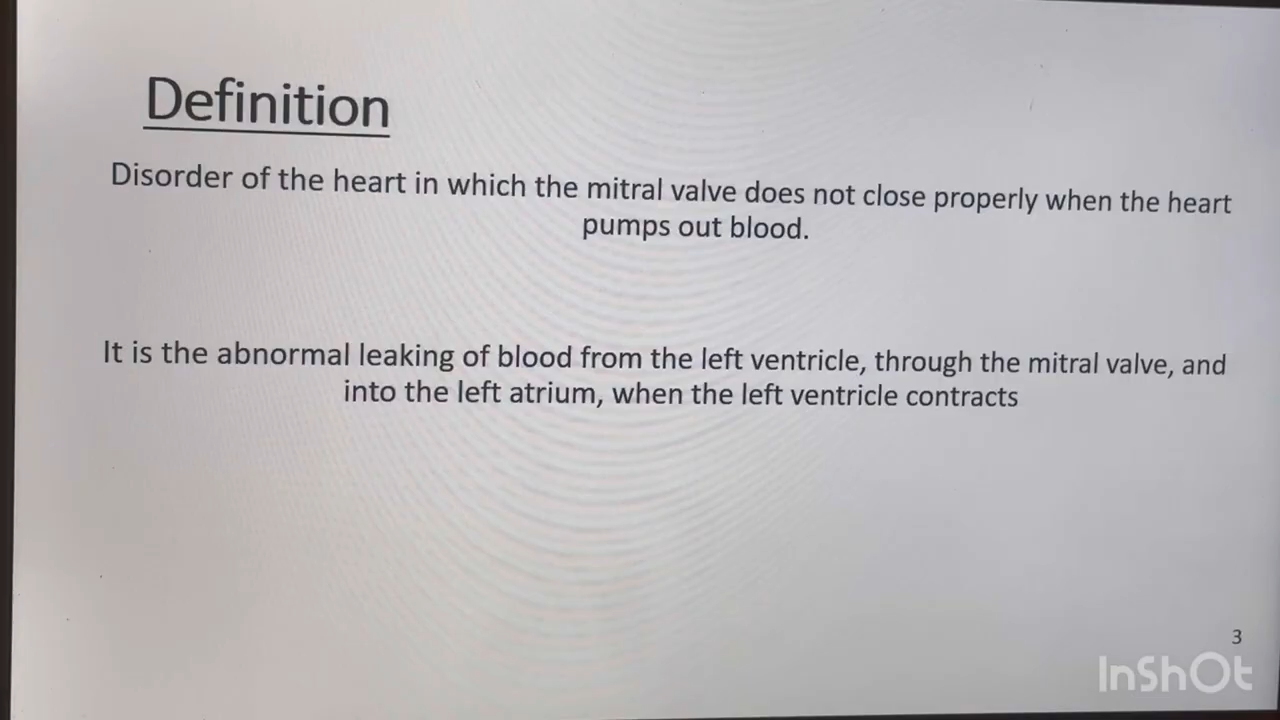 Definition
Disorder of the heart in which the mitral valve does not close properly when the heart
pumps out blood.
It is the abnormal leaking of blood from the left ventricle, through the mitral valve, and
into the left atrium, when the left ventricle contracts
3
InShOt